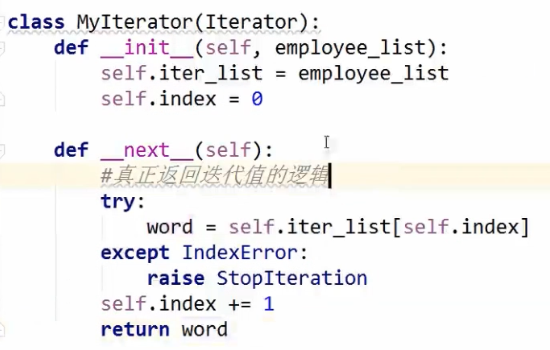 class MyIterator(Iterator):
    def __init__(self, employee_list):
        self.iter_list = employee_list
        self.index = 0
    def __next__(self):
        #真正返回迭代值的逻辑
        try:
            word = self.iter_list[self.index]
        except IndexError:
            raise StopIteration
        self.index += 1
        return word